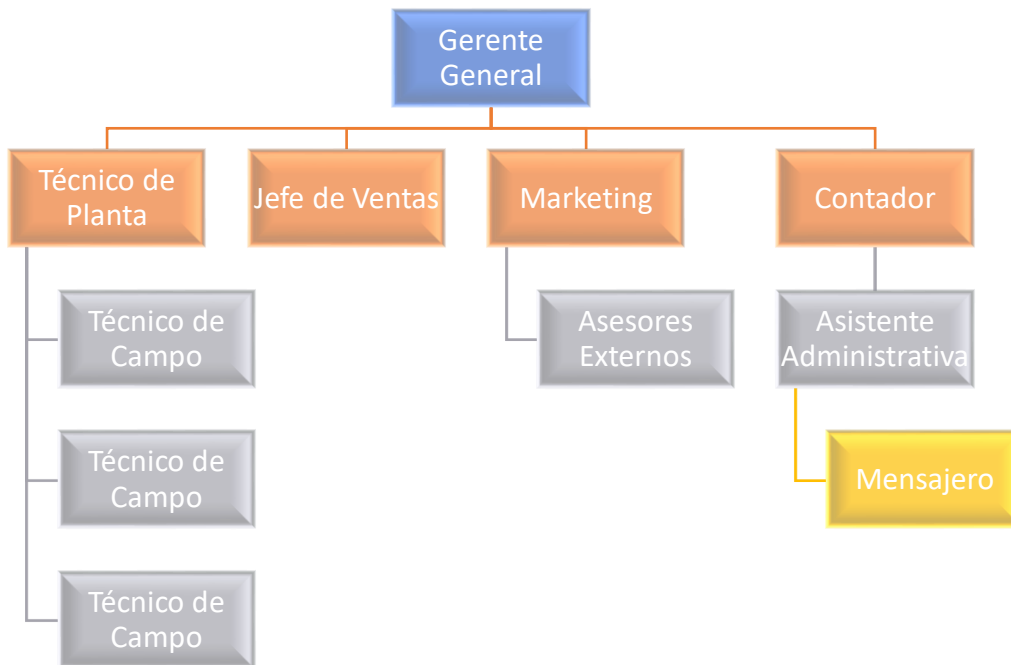 Gerente
General
Técnico de
Planta
Jefe de Ventas
Marketing
Contador
Técnico de
Campo
Asesores
Externos
Asistente
Administrativa
Técnico de
Campo
Mensajero
Técnico de
Campo